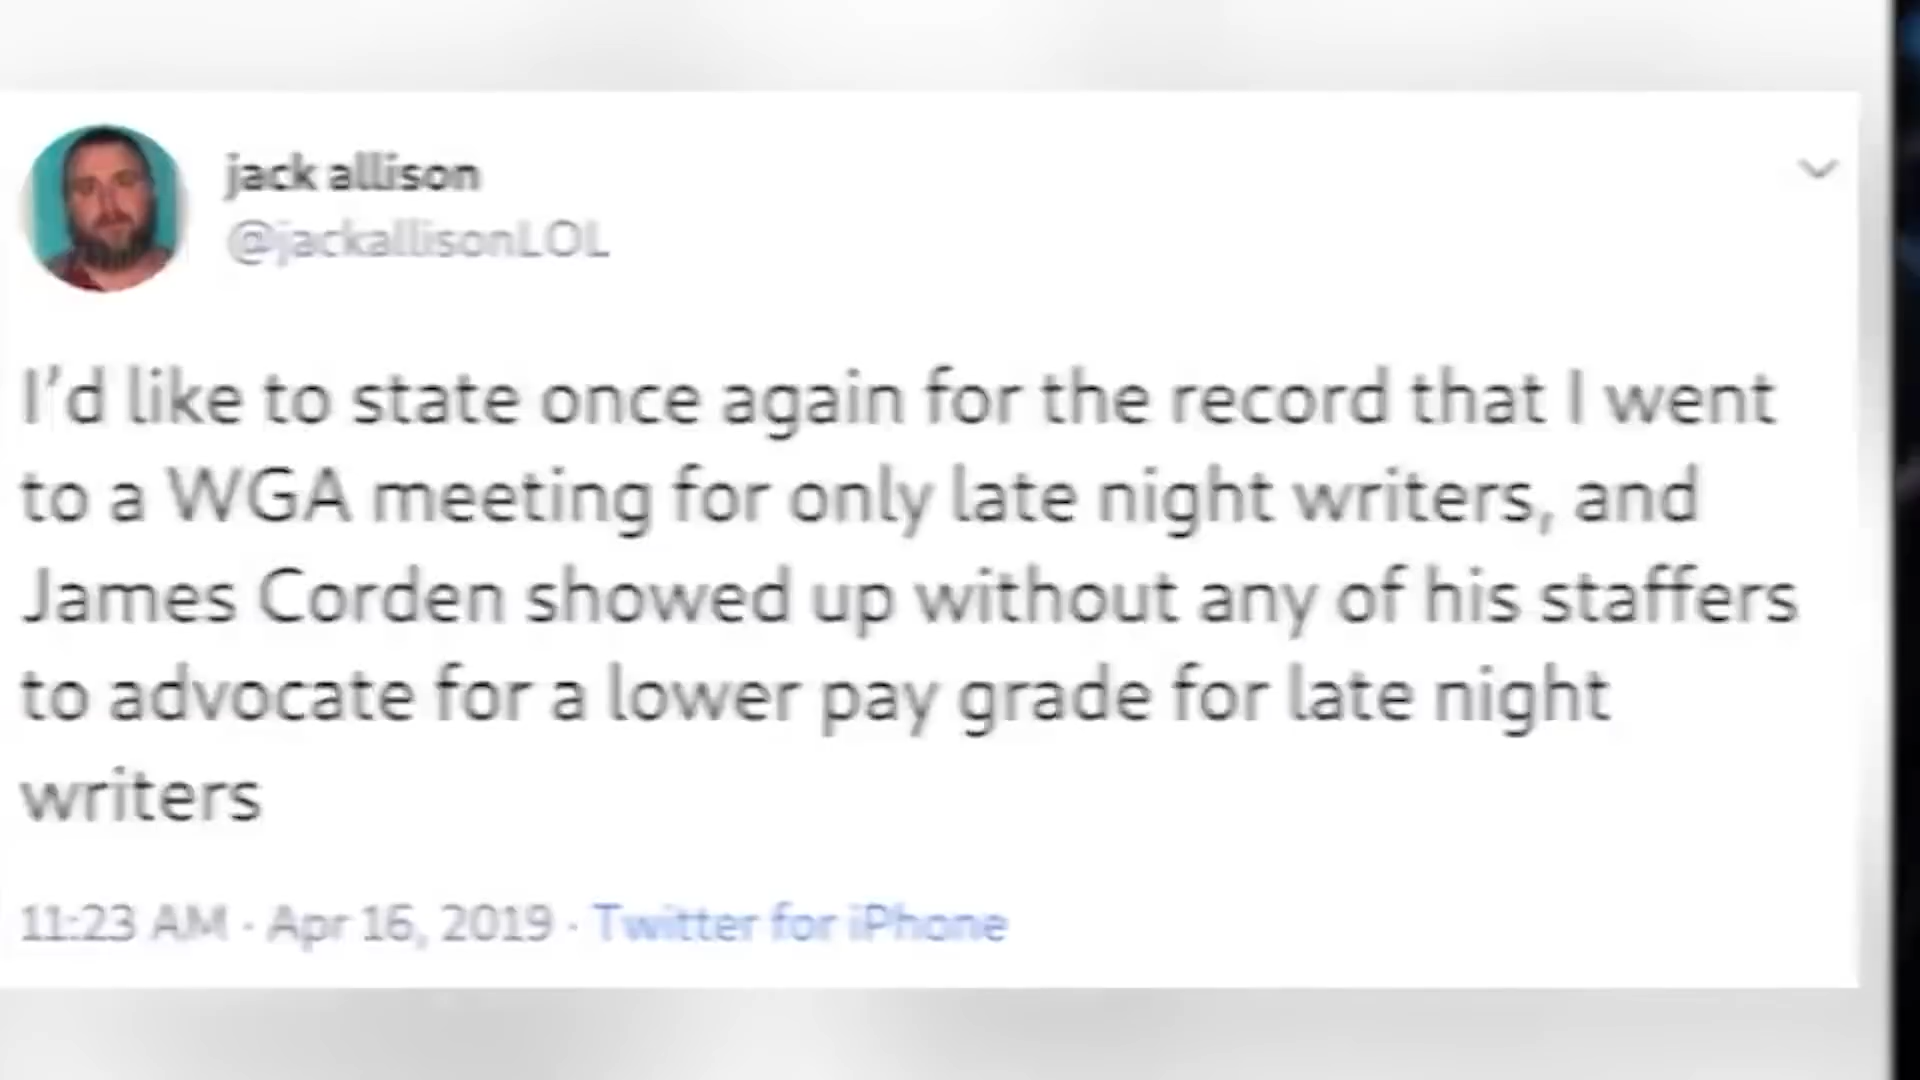 jack allison
@jackallisonLOL
I'd like to state once again for the record that I went
to a WGA meeting for only late night writers, and
James Corden showed up without any of his staffers
to advocate for a lower pay grade for late night
writers
11:23 AM · Apr 16, 2019 · Twitter for iPhone